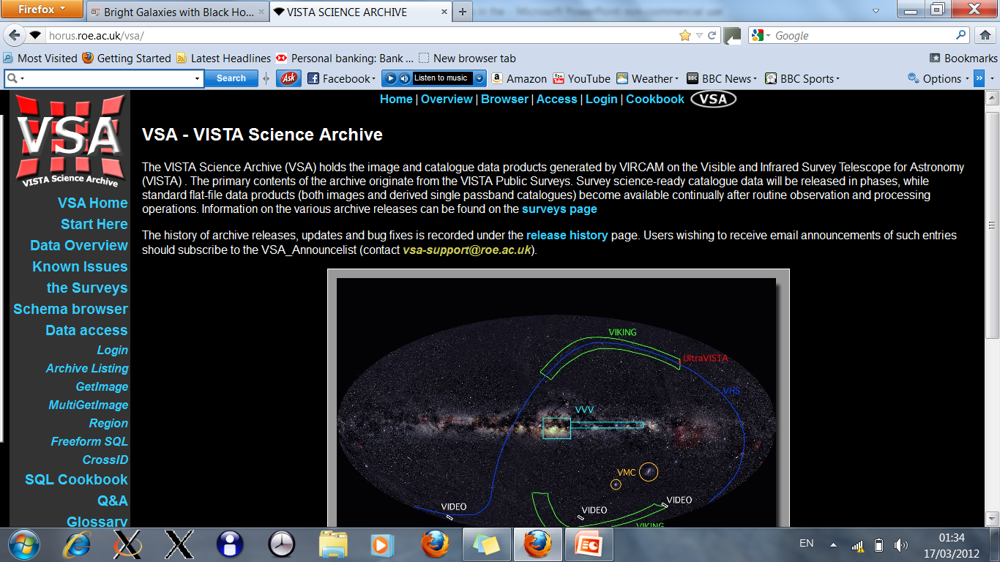 Firefox
Bright Galaxies with Black Ho...
VISTA SCIENCE ARCHIVE
horus.roe.ac.uk/vsa/
Google
Most Visited Getting Started Latest Headlines Personal banking: Bank ... New browser tab Bookmarks
Search Ask Facebook Listen to music Amazon YouTube Weather BBC News BBC Sports Options »
Home | Overview | Browser | Access | Login | Cookbook VSA
VSA
VISTA Science Archive
VSA Home
Start Here
Data Overview
Known Issues
the Surveys
Schema browser
Data access
Login
Archive Listing
GetImage
MultiGetImage
Region
Freeform SQL
CrossID
SQL Cookbook
Q&A
Glossary
VSA - VISTA Science Archive
The VISTA Science Archive (VSA) holds the image and catalogue data products generated by VIRCAM on the Visible and Infrared Survey Telescope for Astronomy
(VISTA) . The primary contents of the archive originate from the VISTA Public Surveys. Survey science-ready catalogue data will be released in phases, while
standard flat-file data products (both images and derived single passband catalogues) become available continually after routine observation and processing
operations. Information on the various archive releases can be found on the surveys page
The history of archive releases, updates and bug fixes is recorded under the release history page. Users wishing to receive email announcements of such entries
should subscribe to the VSA_Announcelist (contact vsa-support@roe.ac.uk).
VIKING
UltraVISTA
VHS
VVV
VMC
VIDEO
VIDEO
VIDEO
VIKING
EN
01:34
17/03/2012